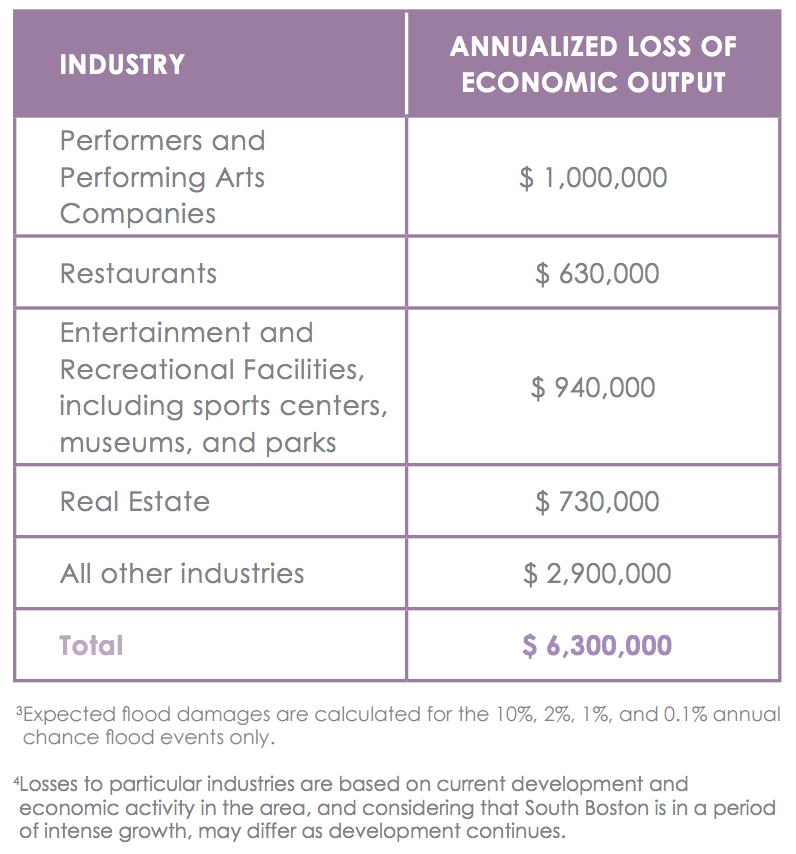 INDUSTRY
ANNUALIZED LOSS OF
ECONOMIC OUTPUT
Performers and
Performing Arts
Companies
$ 1,000,000
Restaurants
$ 630,000
Entertainment and
Recreational Facilities,
including sports centers,
museums, and parks
$ 940,000
Real Estate
$ 730,000
All other industries
$ 2,900,000
Total
$ 6,300,000
³Expected flood damages are calculated for the 10%, 2%, 1%, and 0.1% annual
chance flood events only.
⁴Losses to particular industries are based on current development and
economic activity in the area, and considering that South Boston is in a period
of intense growth, may differ as development continues.